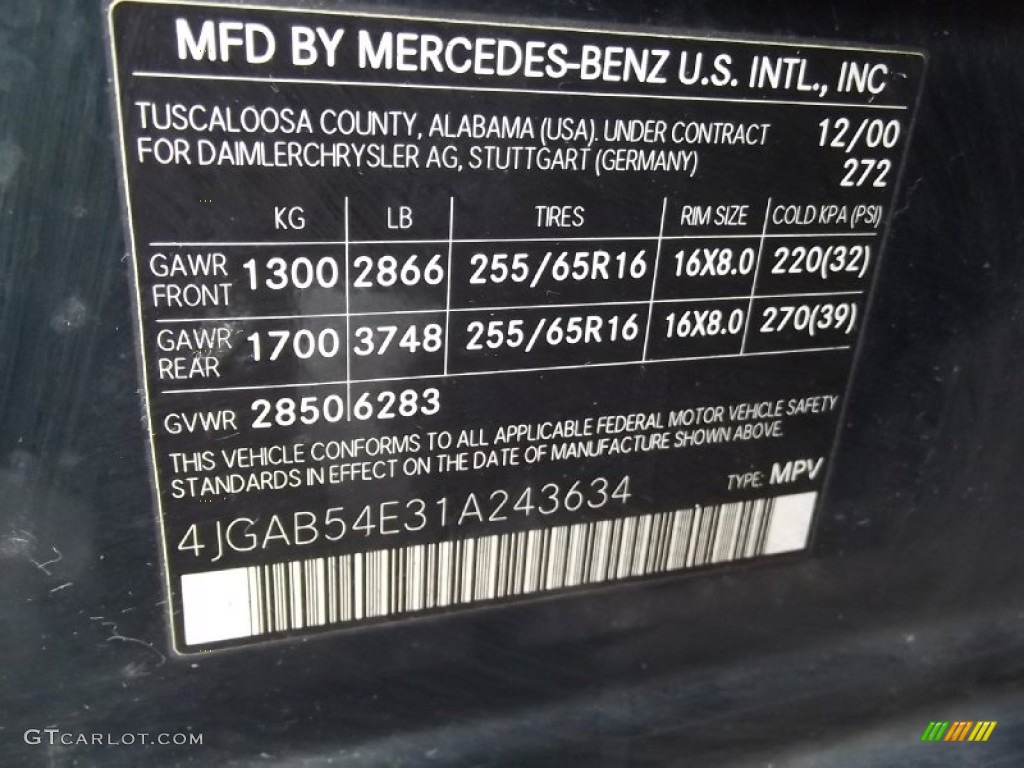 MFD BY MERCEDES-BENZ U.S. INTL., INC
TUSCALOOSA COUNTY, ALABAMA (USA). UNDER CONTRACT 12/00
FOR DAIMLERCHRYSLER AG, STUTTGART (GERMANY) 272
KG LB TIRES RIM SIZE COLD KPA (PSI)
GAWR FRONT 1300 2866 255/65R16 16X8.0 220(32)
GAWR REAR 1700 3748 255/65R16 16X8.0 270(39)
GVWR 2850 6283
THIS VEHICLE CONFORMS TO ALL APPLICABLE FEDERAL MOTOR VEHICLE SAFETY
STANDARDS IN EFFECT ON THE DATE OF MANUFACTURE SHOWN ABOVE.
TYPE: MPV
4JGAB54E31A243634
GTCARLOT.COM